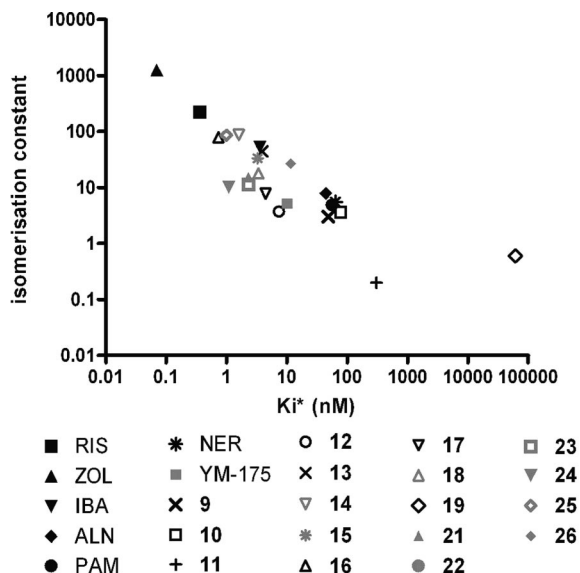 isomerisation constant
10000
1000
100
10
1
0.1
0.01
0.01 0.1 1 10 100 1000 10000 100000
Ki* (nM)
RIS NER 12 17 23
ZOL YM-175 13 18 24
IBA 9 14 19 25
ALN 10 15 21 26
PAM 11 16 22